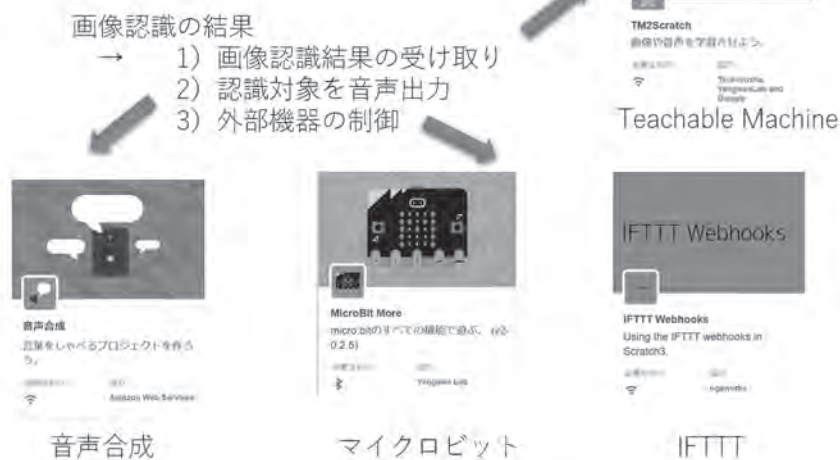 画像認識の結果
→ 1）画像認識結果の受け取り
2）認識対象を音声出力
3）外部機器の制御
TM2Scratch
画像や音声を学習させよう。
Google
Teachable Machine
音声合成
言葉をしゃべるプロジェクトを作ろう。
Amazon Web Services
音声合成
MicroBit More
micro:bitのすべての機能で遊ぶ。 (v2-
0.2.5)
Yengawa Lab
マイクロビット
IFTTT Webhooks
IFTTT Webhooks
Using the IFTTT webhooks in
Scratch3.
IFTTT